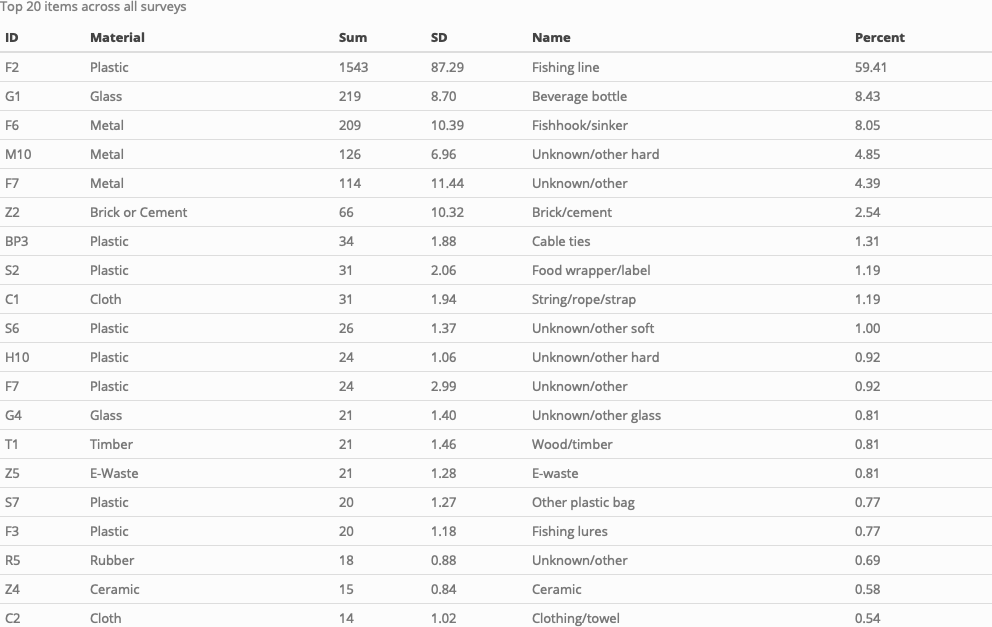 Top 20 items across all surveys
ID Material Sum SD Name Percent
F2 Plastic 1543 87.29 Fishing line 59.41
G1 Glass 219 8.70 Beverage bottle 8.43
F6 Metal 209 10.39 Fishhook/sinker 8.05
M10 Metal 126 6.96 Unknown/other hard 4.85
F7 Metal 114 11.44 Unknown/other 4.39
Z2 Brick or Cement 66 10.32 Brick/cement 2.54
BP3 Plastic 34 1.88 Cable ties 1.31
S2 Plastic 31 2.06 Food wrapper/label 1.19
C1 Cloth 31 1.94 String/rope/strap 1.19
S6 Plastic 26 1.37 Unknown/other soft 1.00
H10 Plastic 24 1.06 Unknown/other hard 0.92
F7 Plastic 24 2.99 Unknown/other 0.92
G4 Glass 21 1.40 Unknown/other glass 0.81
T1 Timber 21 1.46 Wood/timber 0.81
Z5 E-Waste 21 1.28 E-waste 0.81
S7 Plastic 20 1.27 Other plastic bag 0.77
F3 Plastic 20 1.18 Fishing lures 0.77
R5 Rubber 18 0.88 Unknown/other 0.69
Z4 Ceramic 15 0.84 Ceramic 0.58
C2 Cloth 14 1.02 Clothing/towel 0.54